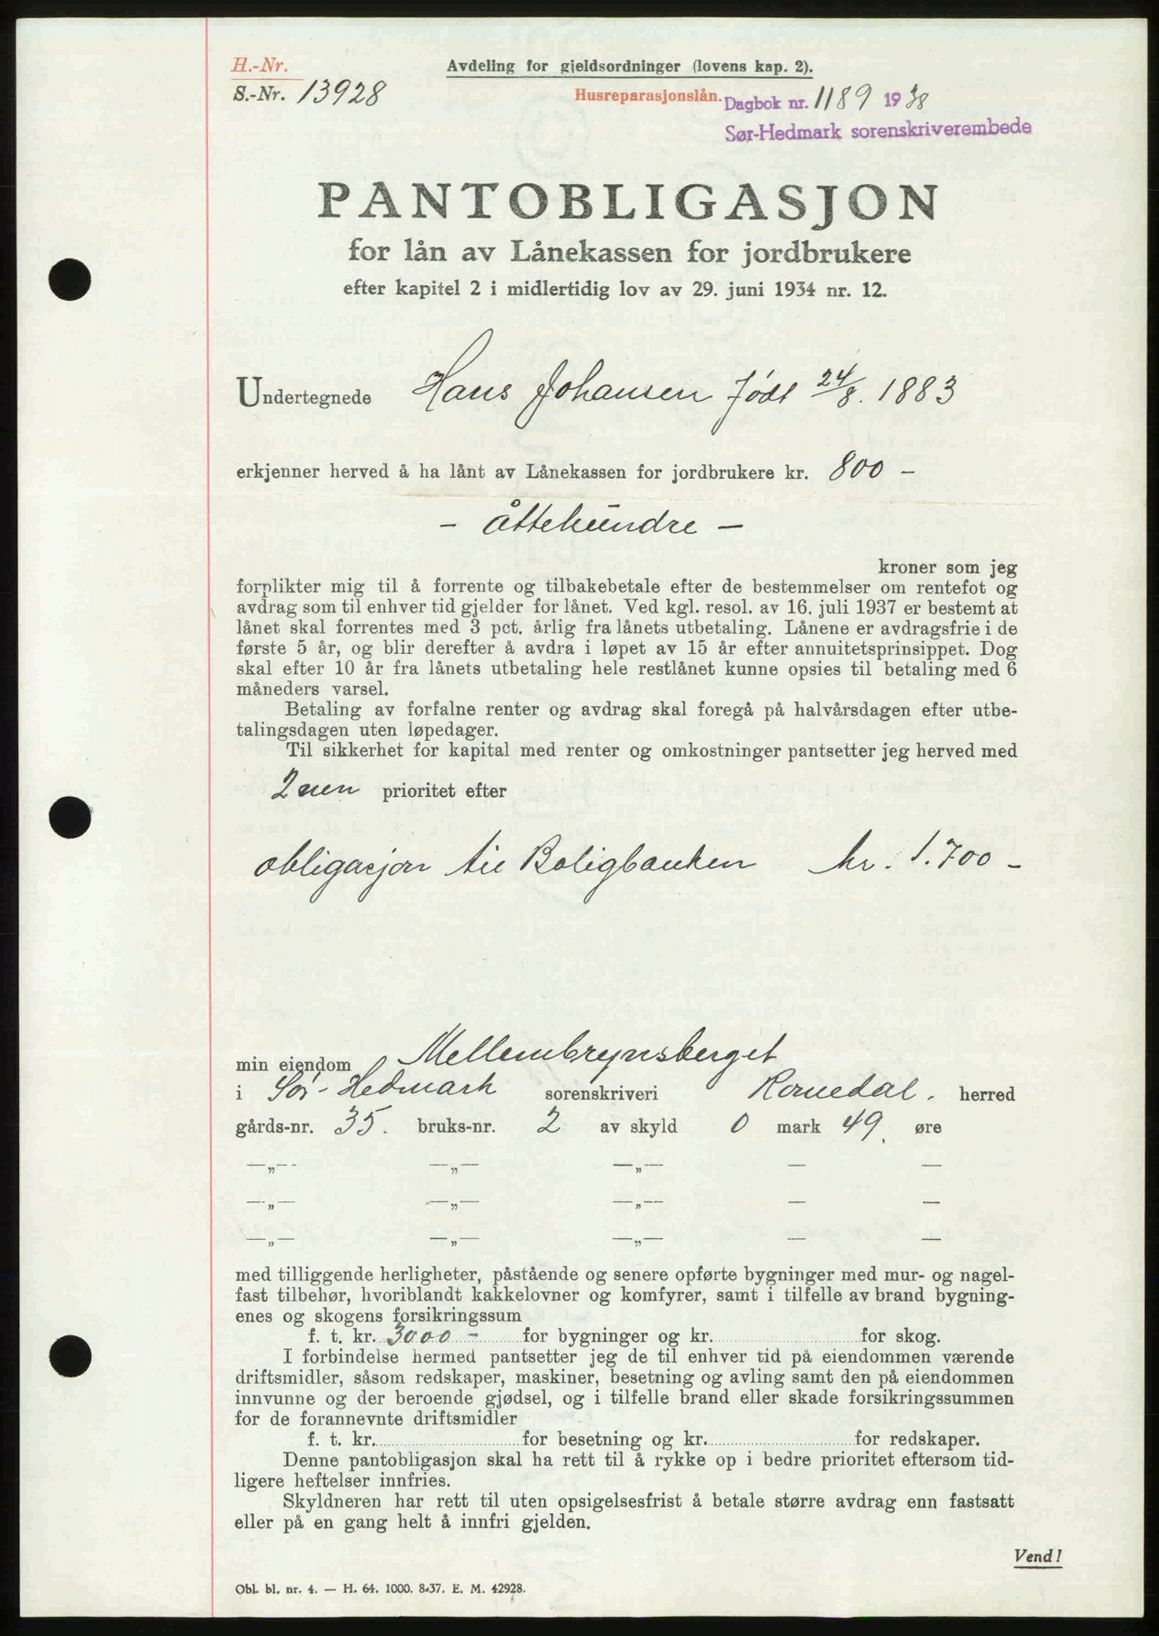 H.-Nr.
S.-Nr. 13928
Avdeling for gjeldsordninger (lovens kap. 2).
Husreparasjonslån.
Dagbok nr. 1189 1938
Sør-Hedmark sorenskriverembede
PANTOBLIGASJON
for lån av Lånekassen for jordbrukere
efter kapitel 2 i midlertidig lov av 29. juni 1934 nr. 12.
Undertegnede Hans Johansen født 24/8. 1883
erkjenner herved å ha lånt av Lånekassen for jordbrukere kr. 800 –
– åttehundre –
kroner som jeg
forplikter mig til å forrente og tilbakebetale efter de bestemmelser om rentefot og
avdrag som til enhver tid gjelder for lånet. Ved kgl. resol. av 16. juli 1937 er bestemt at
lånet skal forrentes med 3 pct. årlig fra lånets utbetaling. Lånene er avdragsfrie i de
første 5 år, og blir derefter å avdra i løpet av 15 år efter annuitetsprinsippet. Dog
skal efter 10 år fra lånets utbetaling hele restlånet kunne opsies til betaling med 6
måneders varsel.
Betaling av forfalne renter og avdrag skal foregå på halvårsdagen efter utbe-
talingsdagen uten løpedager.
Til sikkerhet for kapital med renter og omkostninger pantsetter jeg herved med
2nen prioritet efter
obligasjon til Boligbanken kr. 1.700 –
min eiendom Mellembrynsberget
i Sør-Hedmark sorenskriveri Romedal. herred
gårds-nr. 35. bruks-nr. 2 av skyld 0 mark 49 øre
—„— —„— —„— — —
—„— —„— —„— — —
—„— —„— —„— — —
med tilliggende herligheter, påstående og senere opførte bygninger med mur- og nagel-
fast tilbehør, hvoriblandt kakkelovner og komfyrer, samt i tilfelle av brand bygning-
enes og skogens forsikringssum
f. t. kr. 3000 – for bygninger og kr. for skog.
I forbindelse hermed pantsetter jeg de til enhver tid på eiendommen værende
driftsmidler, såsom redskaper, maskiner, besetning og avling samt den på eiendommen
innvunne og der beroende gjødsel, og i tilfelle brand eller skade forsikringssummen
for de forannevnte driftsmidler
f. t. kr. for besetning og kr. for redskaper.
Denne pantobligasjon skal ha rett til å rykke op i bedre prioritet eftersom tid-
ligere heftelser innfries.
Skyldneren har rett til uten opsigelsesfrist å betale større avdrag enn fastsatt
eller på en gang helt å innfri gjelden.
Vend!
Obl. bl. nr. 4. — H. 64. 1000. 8-37. E. M. 42928.